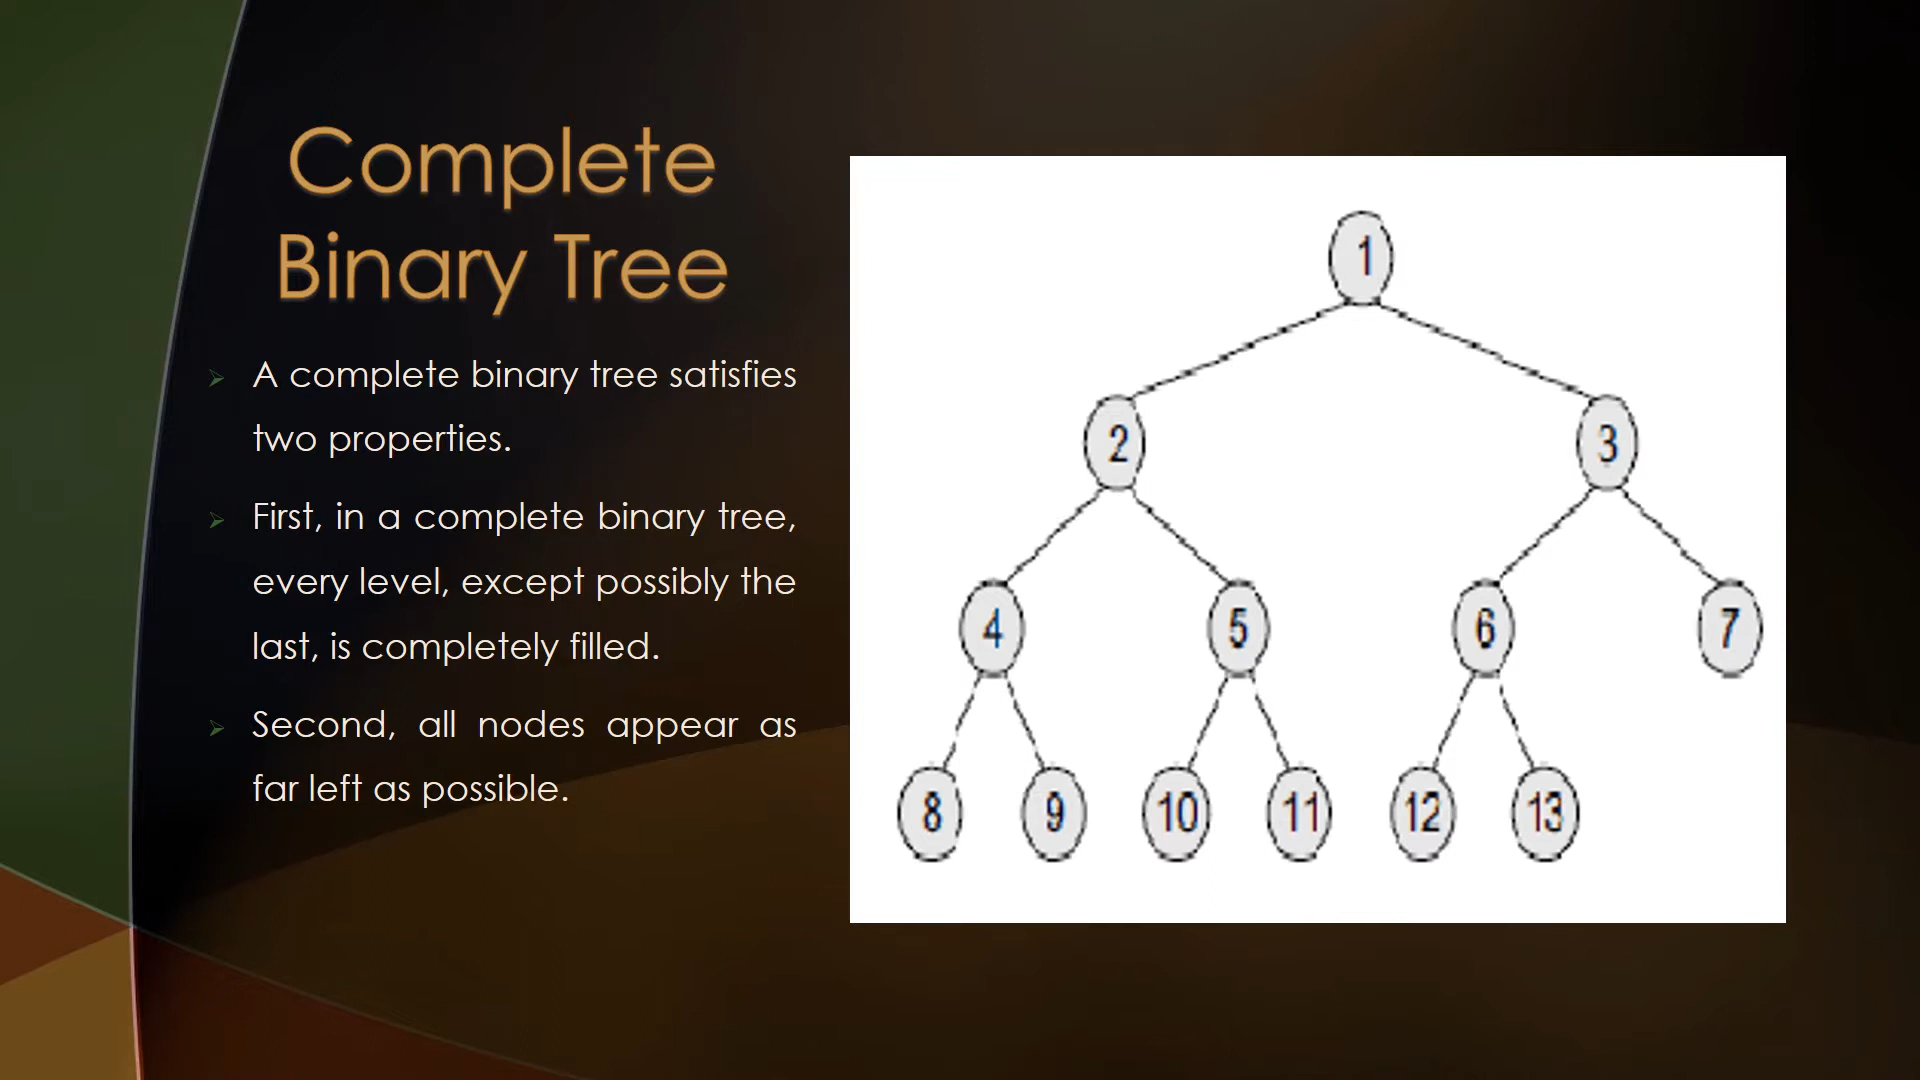 Complete
Binary Tree
A complete binary tree satisfies
two properties.
First, in a complete binary tree,
every level, except possibly the
last, is completely filled.
Second, all nodes appear as
far left as possible.
1
2 3
4 5 6 7
8 9 10 11 12 13